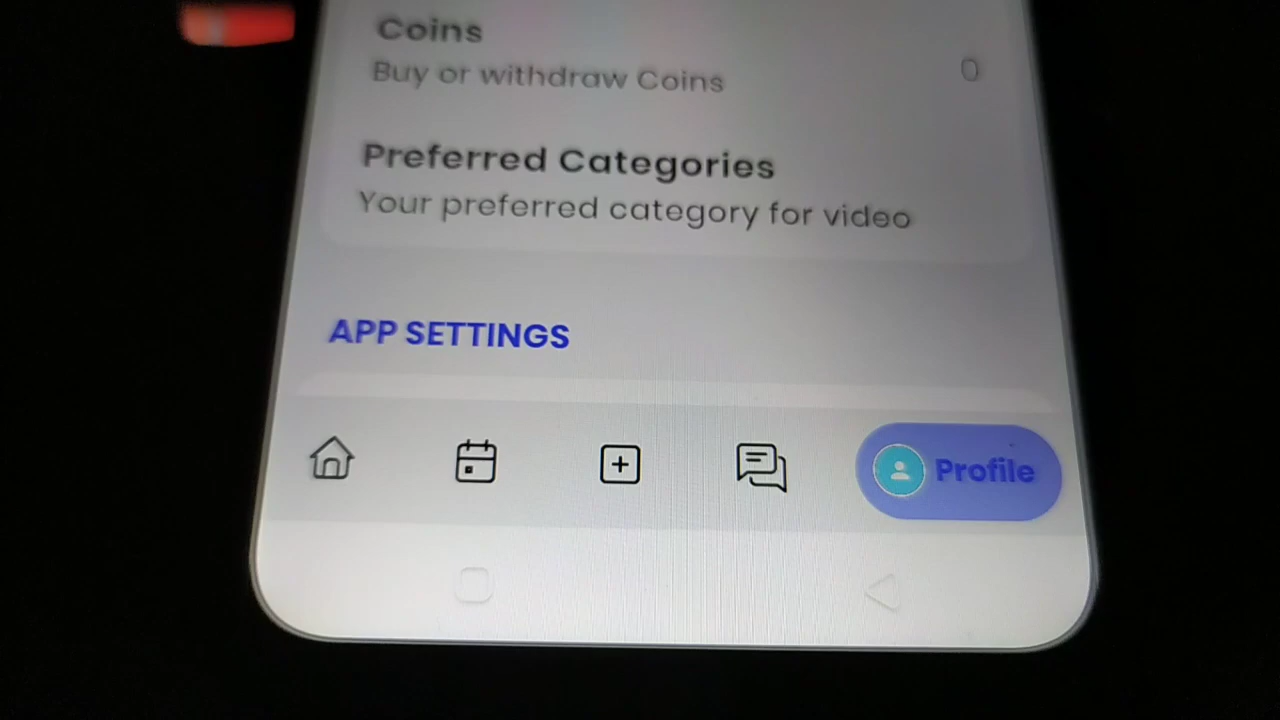 Coins
Buy or withdraw Coins
0
Preferred Categories
Your preferred category for video
APP SETTINGS
Profile